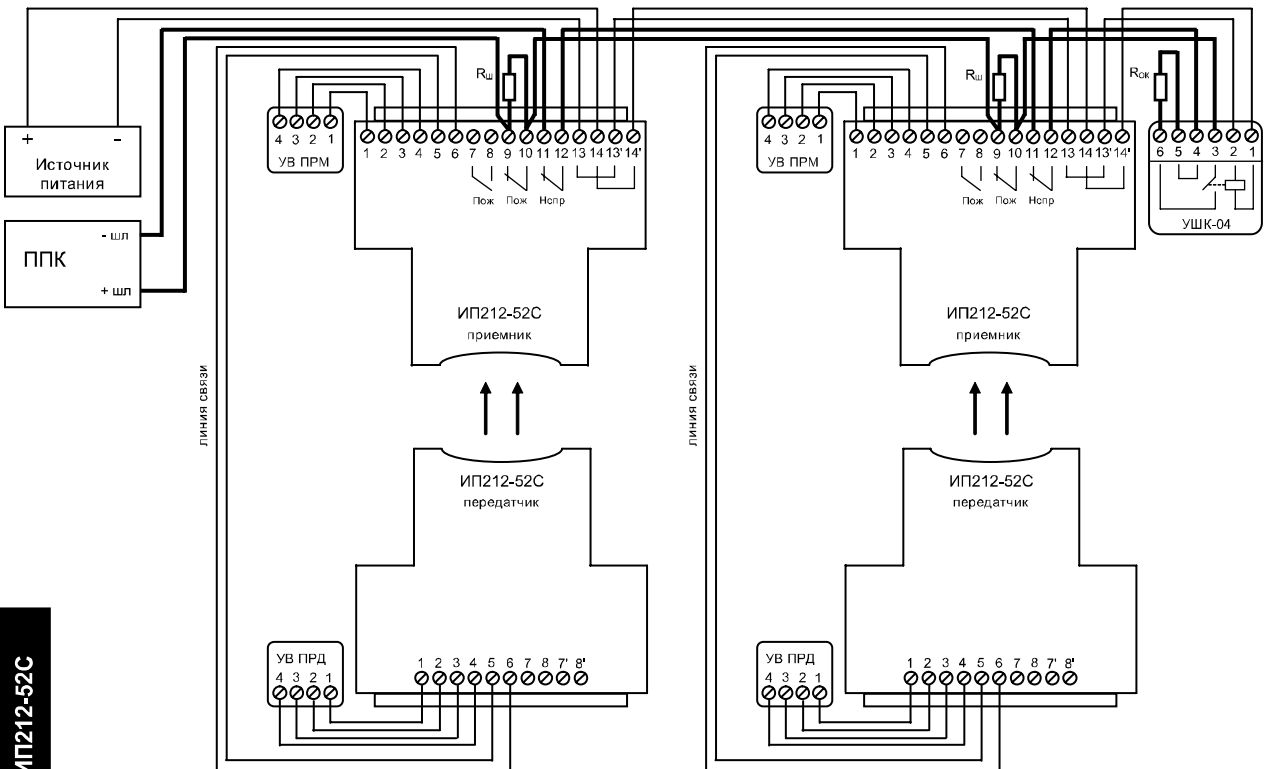 + -
Источник
питания
- шл
ППК
+ шл
4 3 2 1
УВ ПРМ
Rш
1 2 3 4 5 6 7 8 9 10 11 12 13 14 13' 14'
Пож Пож Нспр
ИП212-52С
приемник
линия связи
ИП212-52С
передатчик
УВ ПРД
4 3 2 1
1 2 3 4 5 6 7 8 7' 8'
4 3 2 1
УВ ПРМ
Rш
1 2 3 4 5 6 7 8 9 10 11 12 13 14 13' 14'
Пож Пож Нспр
ИП212-52С
приемник
линия связи
ИП212-52С
передатчик
УВ ПРД
4 3 2 1
1 2 3 4 5 6 7 8 7' 8'
Rок
6 5 4 3 2 1
УШК-04
ИП212-52С